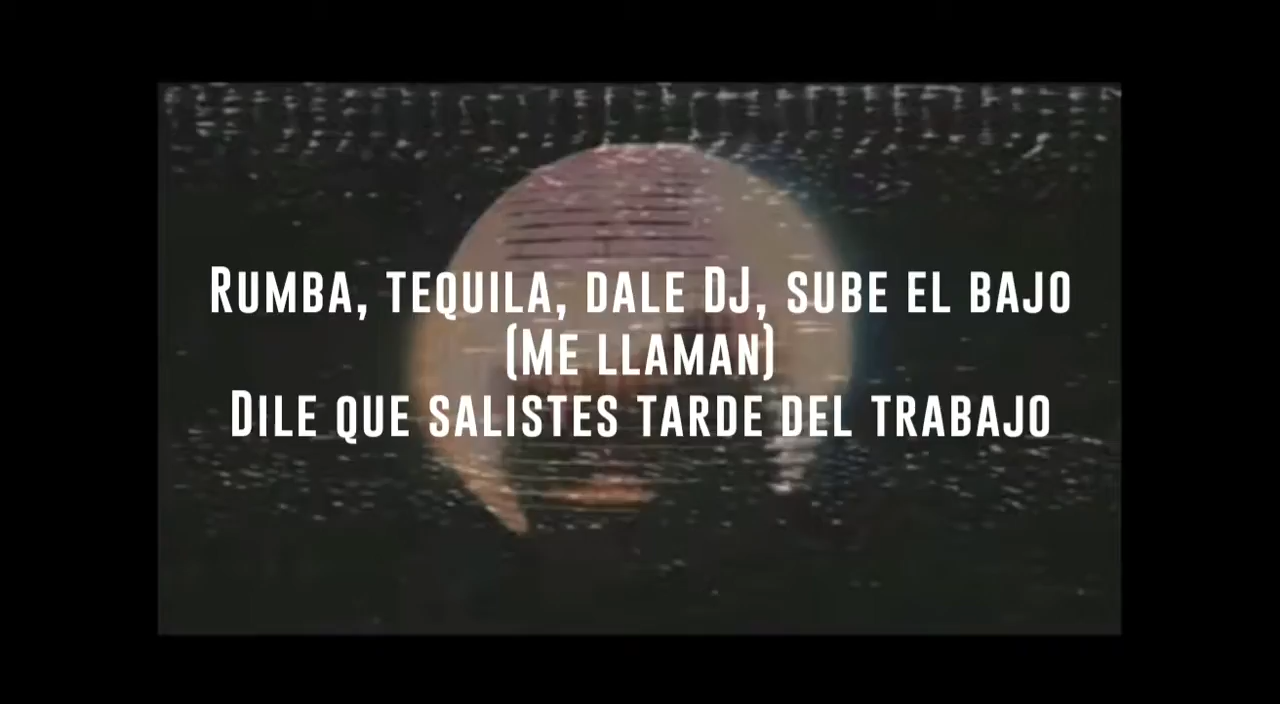 Rumba, tequila, dale DJ, sube el bajo
(Me llaman)
Dile que salistes tarde del trabajo